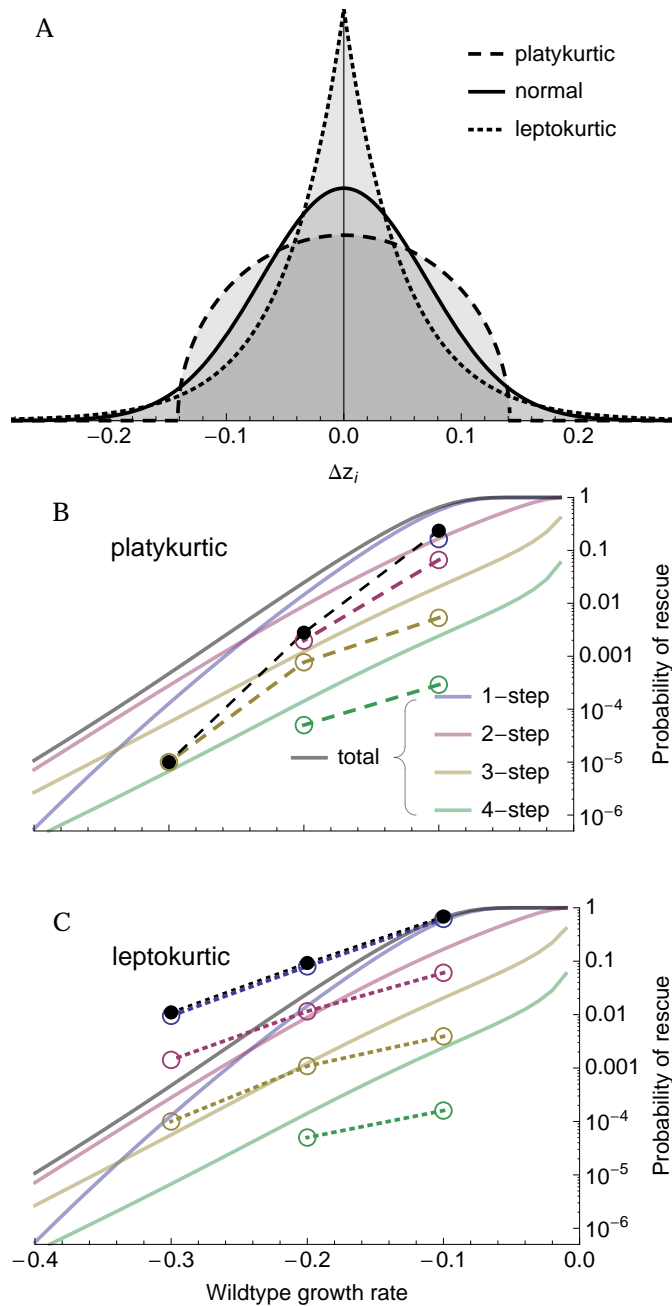 A
platykurtic
normal
leptokurtic
−0.2 −0.1 0.0 0.1 0.2
Δzᵢ
B
platykurtic
1
0.1
0.01
0.001
10⁻⁴
10⁻⁵
10⁻⁶
Probability of rescue
total
1−step
2−step
3−step
4−step
C
leptokurtic
1
0.1
0.01
0.001
10⁻⁴
10⁻⁵
10⁻⁶
Probability of rescue
−0.4 −0.3 −0.2 −0.1 0.0
Wildtype growth rate